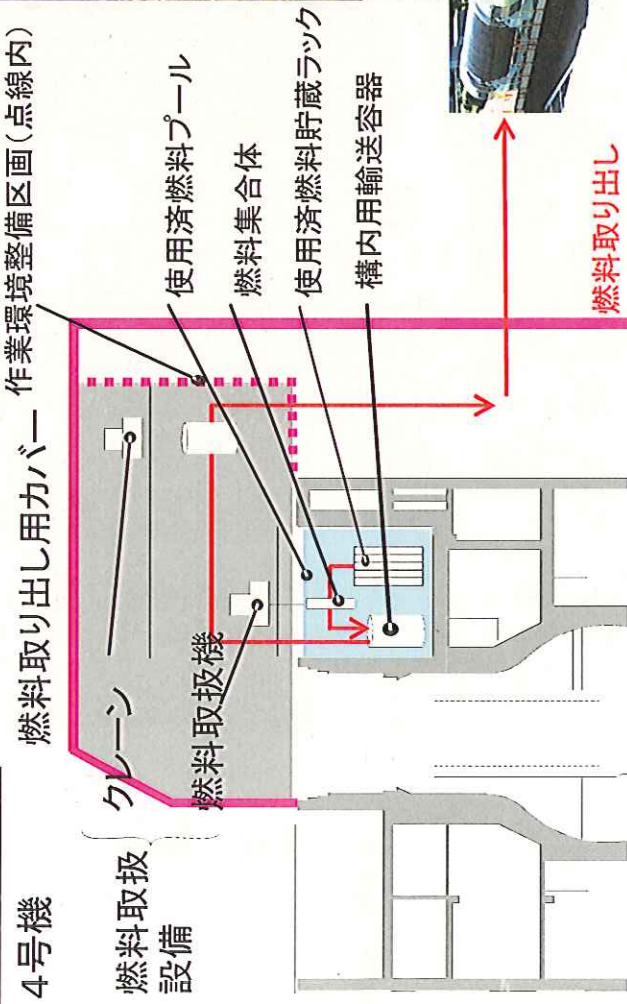 4号機
燃料取り出し用カバー
作業環境整備区画(点線内)
クレーン
燃料取扱機
燃料取扱
設備
使用済燃料プール
燃料集合体
使用済燃料貯蔵ラック
構内用輸送容器
燃料取り出し